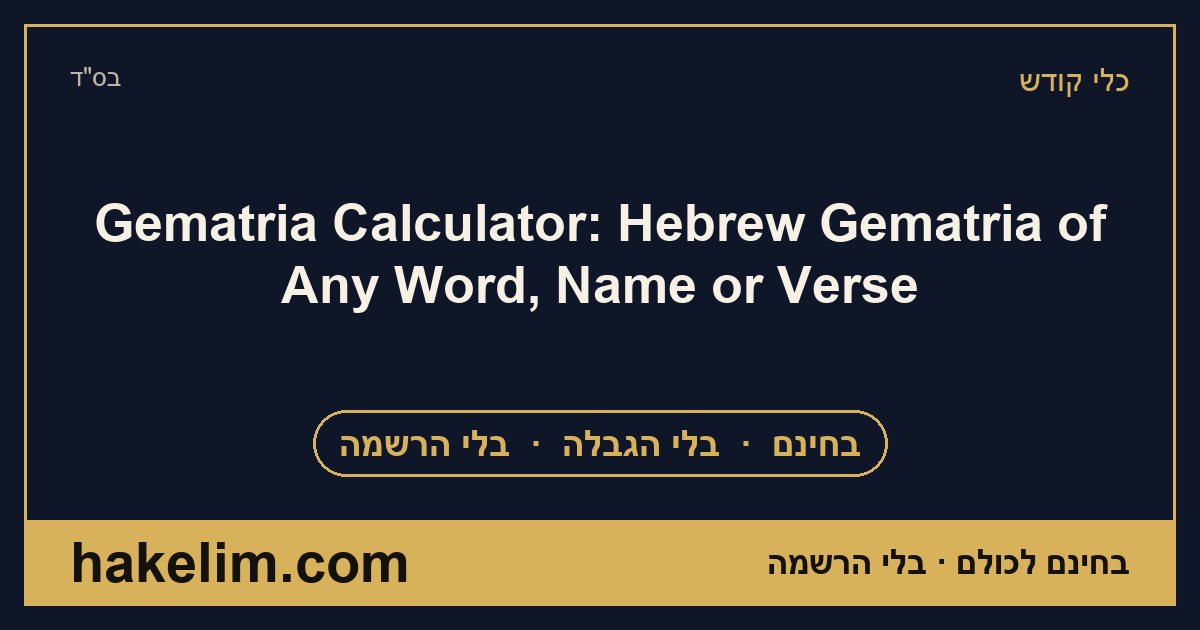 כלי קודש
בס"ד
Gematria Calculator: Hebrew Gematria of
Any Word, Name or Verse
בחינם · בלי הגבלה · בלי הרשמה
hakelim.com
בחינם לכולם · בלי הרשמה